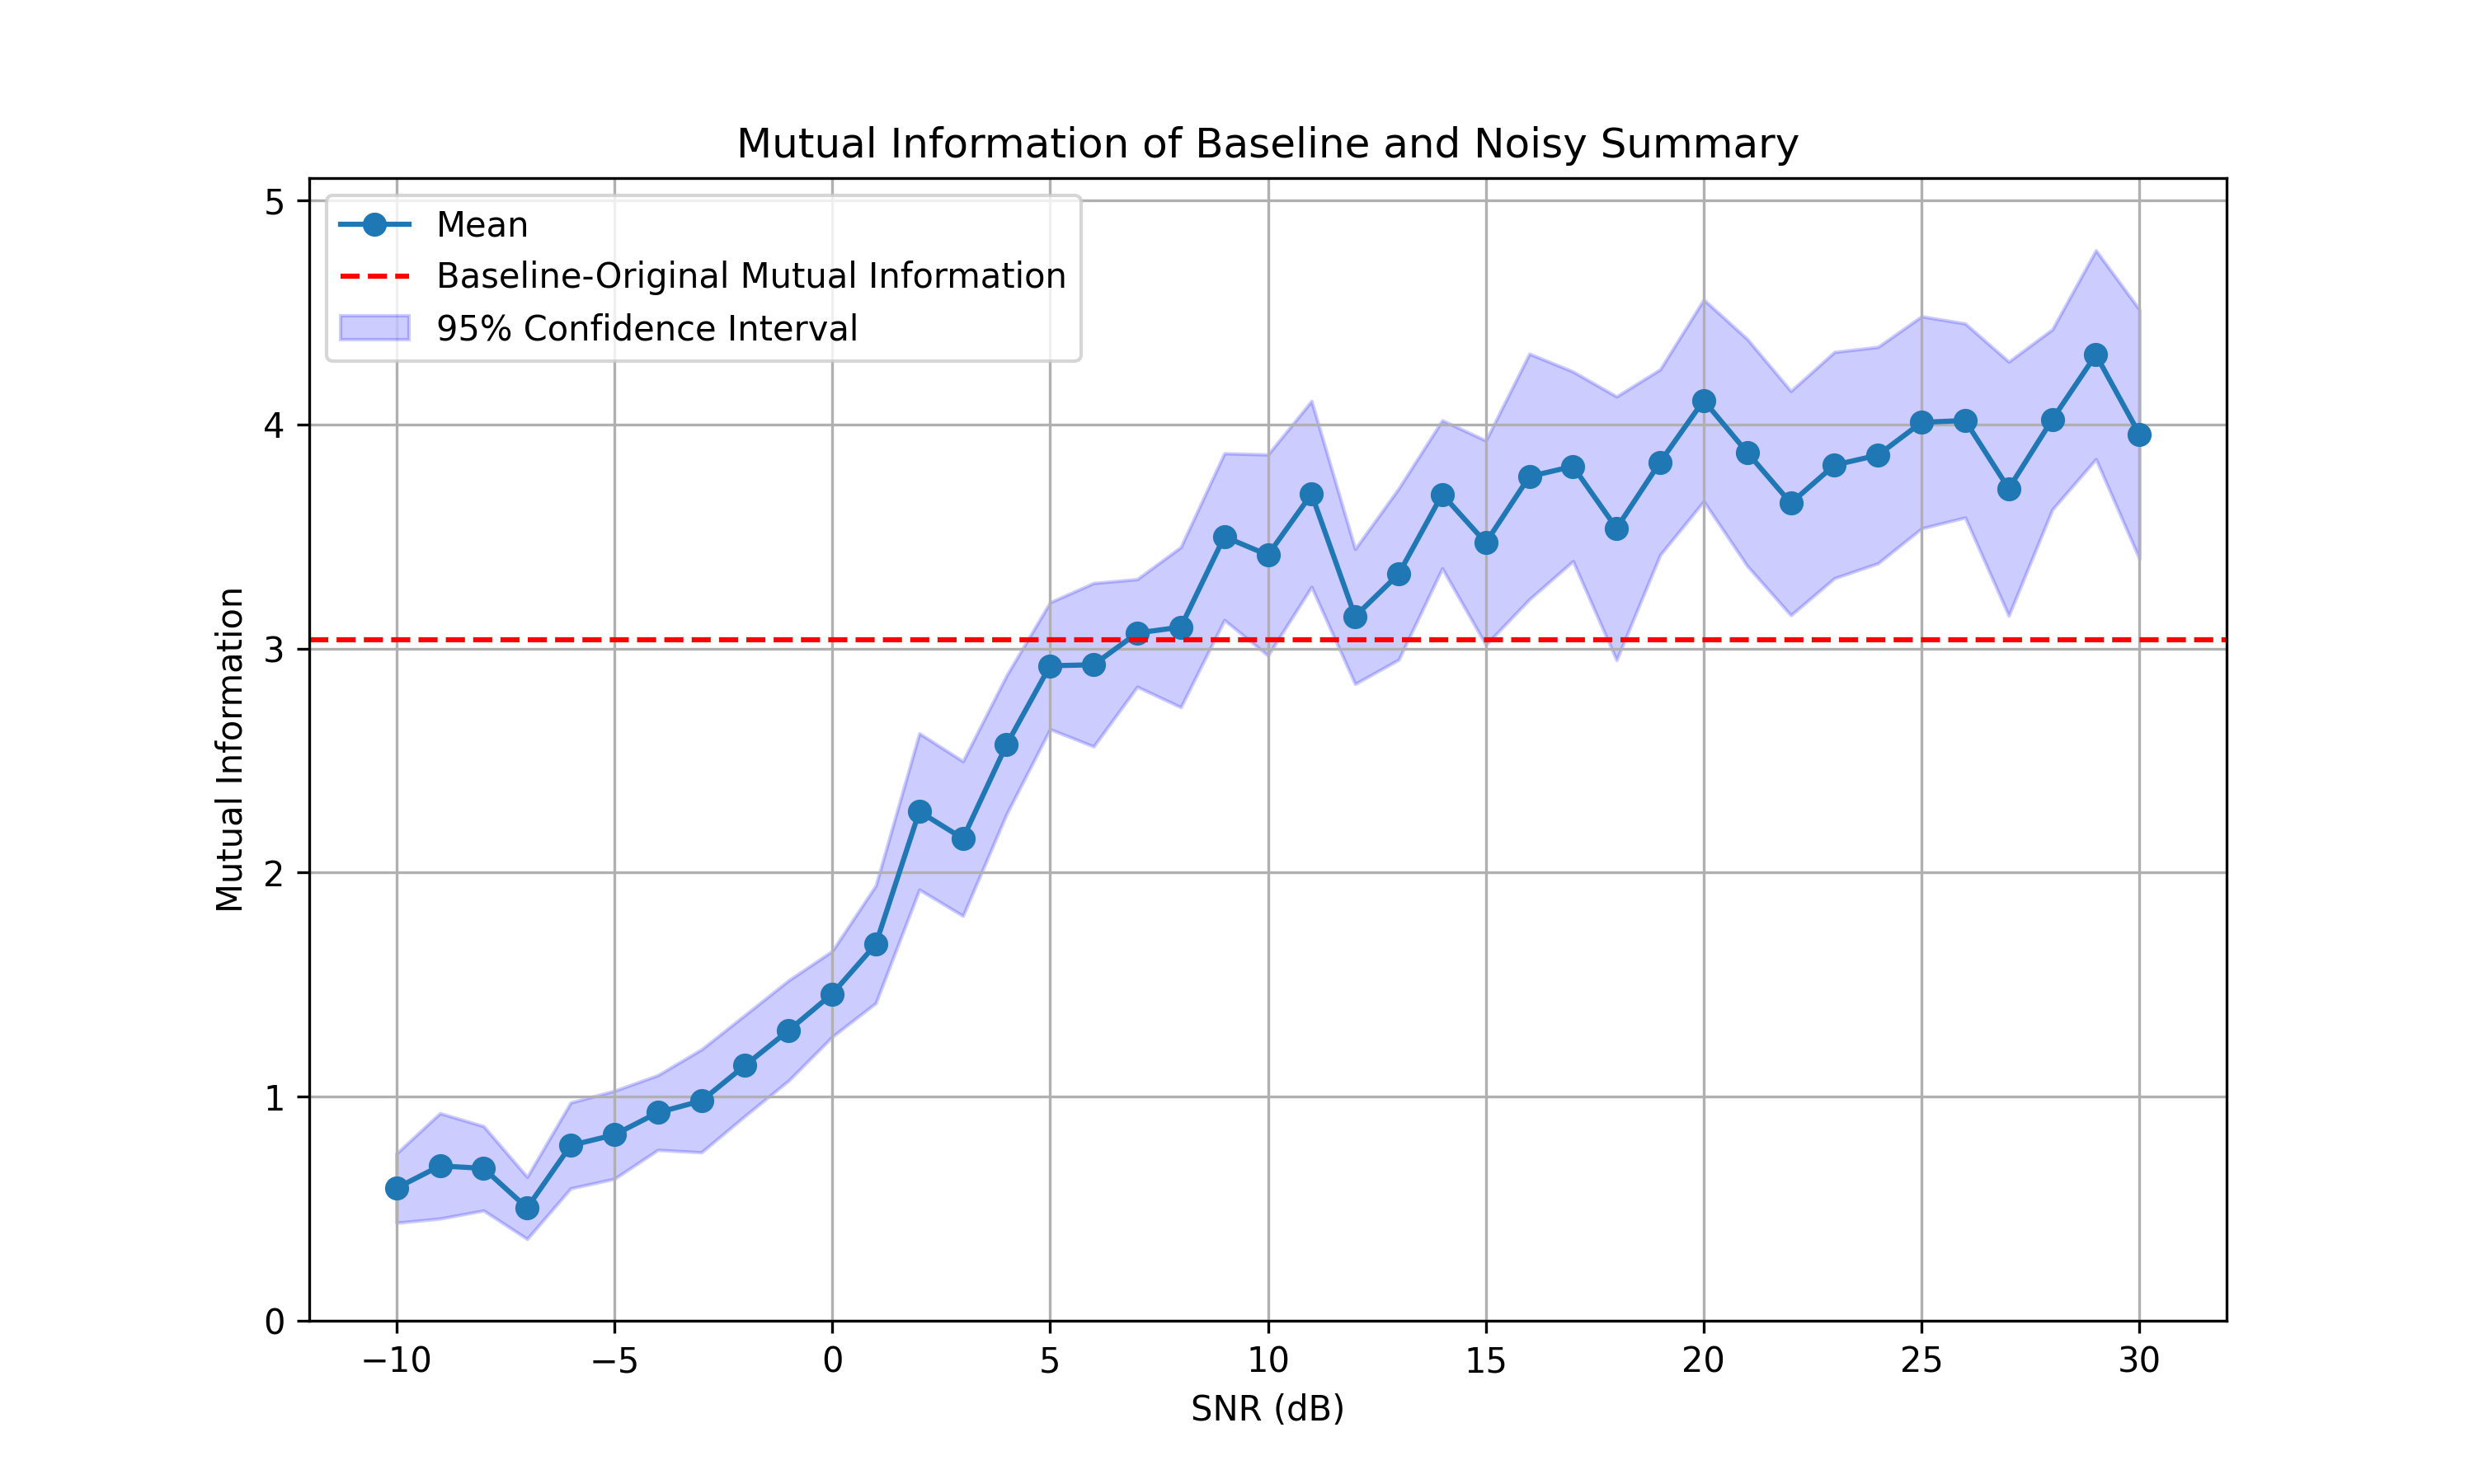 Mutual Information of Baseline and Noisy Summary
Mean
Baseline-Original Mutual Information
95% Confidence Interval
Mutual Information
5
4
3
2
1
0
−10
−5
0
5
10
15
20
25
30
SNR (dB)